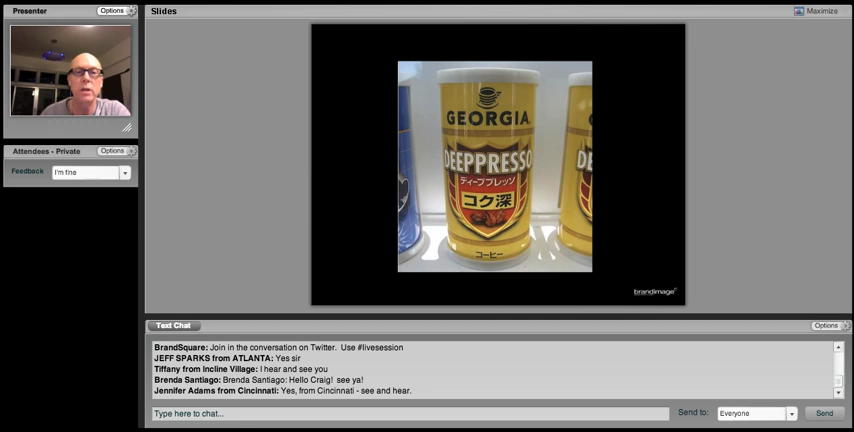 Presenter
Options
Slides
Maximize
GEORGIA
DEEPPRESSO
ディーププレッソ
コク深
コーヒー
DE
brandimage
Attendees - Private
Options
Feedback
I'm fine
Text Chat
Options
BrandSquare: Join in the conversation on Twitter. Use #livesession
JEFF SPARKS from ATLANTA: Yes sir
Tiffany from Incline Village: I hear and see you
Brenda Santiago: Brenda Santiago: Hello Craig! see ya!
Jennifer Adams from Cincinnati: Yes, from Cincinnati - see and hear.
Type here to chat...
Send to:
Everyone
Send